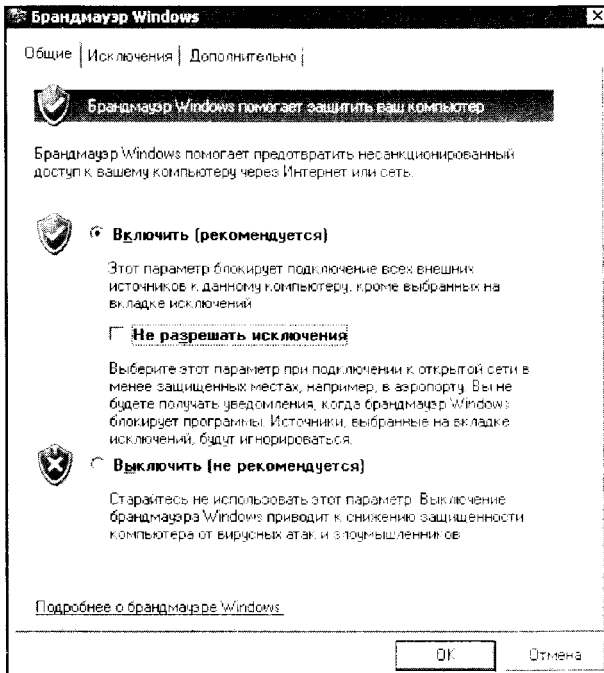 Брандмауэр Windows
Общие Исключения Дополнительно
Брандмауэр Windows помогает защитить ваш компьютер
Брандмауэр Windows помогает предотвратить несанкционированный
доступ к вашему компьютеру через Интернет или сеть.
Включить (рекомендуется)
Этот параметр блокирует подключение всех внешних
источников к данному компьютеру, кроме выбранных на
вкладке исключений
Не разрешать исключения
Выберите этот параметр при подключении к открытой сети в
менее защищенных местах, например, в аэропорту. Вы не
будете получать уведомления, когда брандмауэр Windows
блокирует программы. Источники, выбранные на вкладке
исключений, будут игнорироваться.
Выключить (не рекомендуется)
Старайтесь не использовать этот параметр. Выключение
брандмауэра Windows приводит к снижению защищенности
компьютера от вирусных атак и злоумышленников
Подробнее о брандмауэре Windows
ОК Отмена